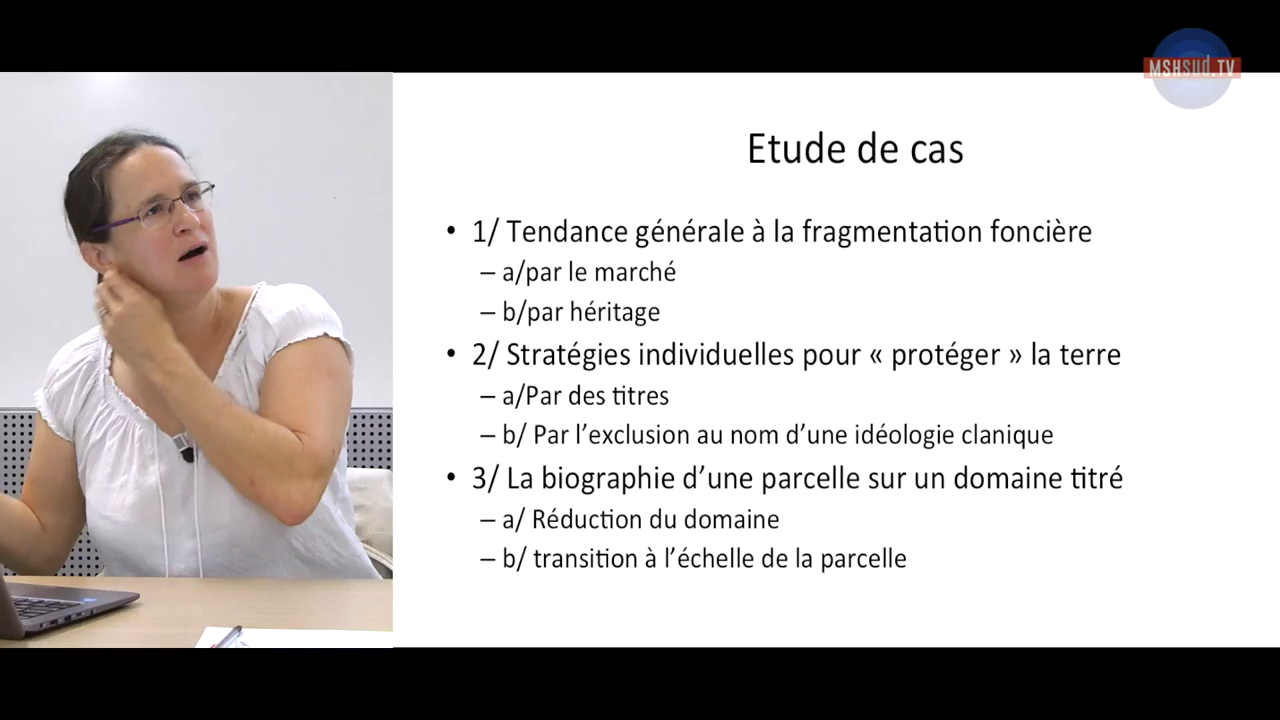 MSHSUD.TV
Etude de cas
• 1/ Tendance générale à la fragmentation foncière
– a/par le marché
– b/par héritage
• 2/ Stratégies individuelles pour « protéger » la terre
– a/Par des titres
– b/ Par l’exclusion au nom d’une idéologie clanique
• 3/ La biographie d’une parcelle sur un domaine titré
– a/ Réduction du domaine
– b/ transition à l’échelle de la parcelle